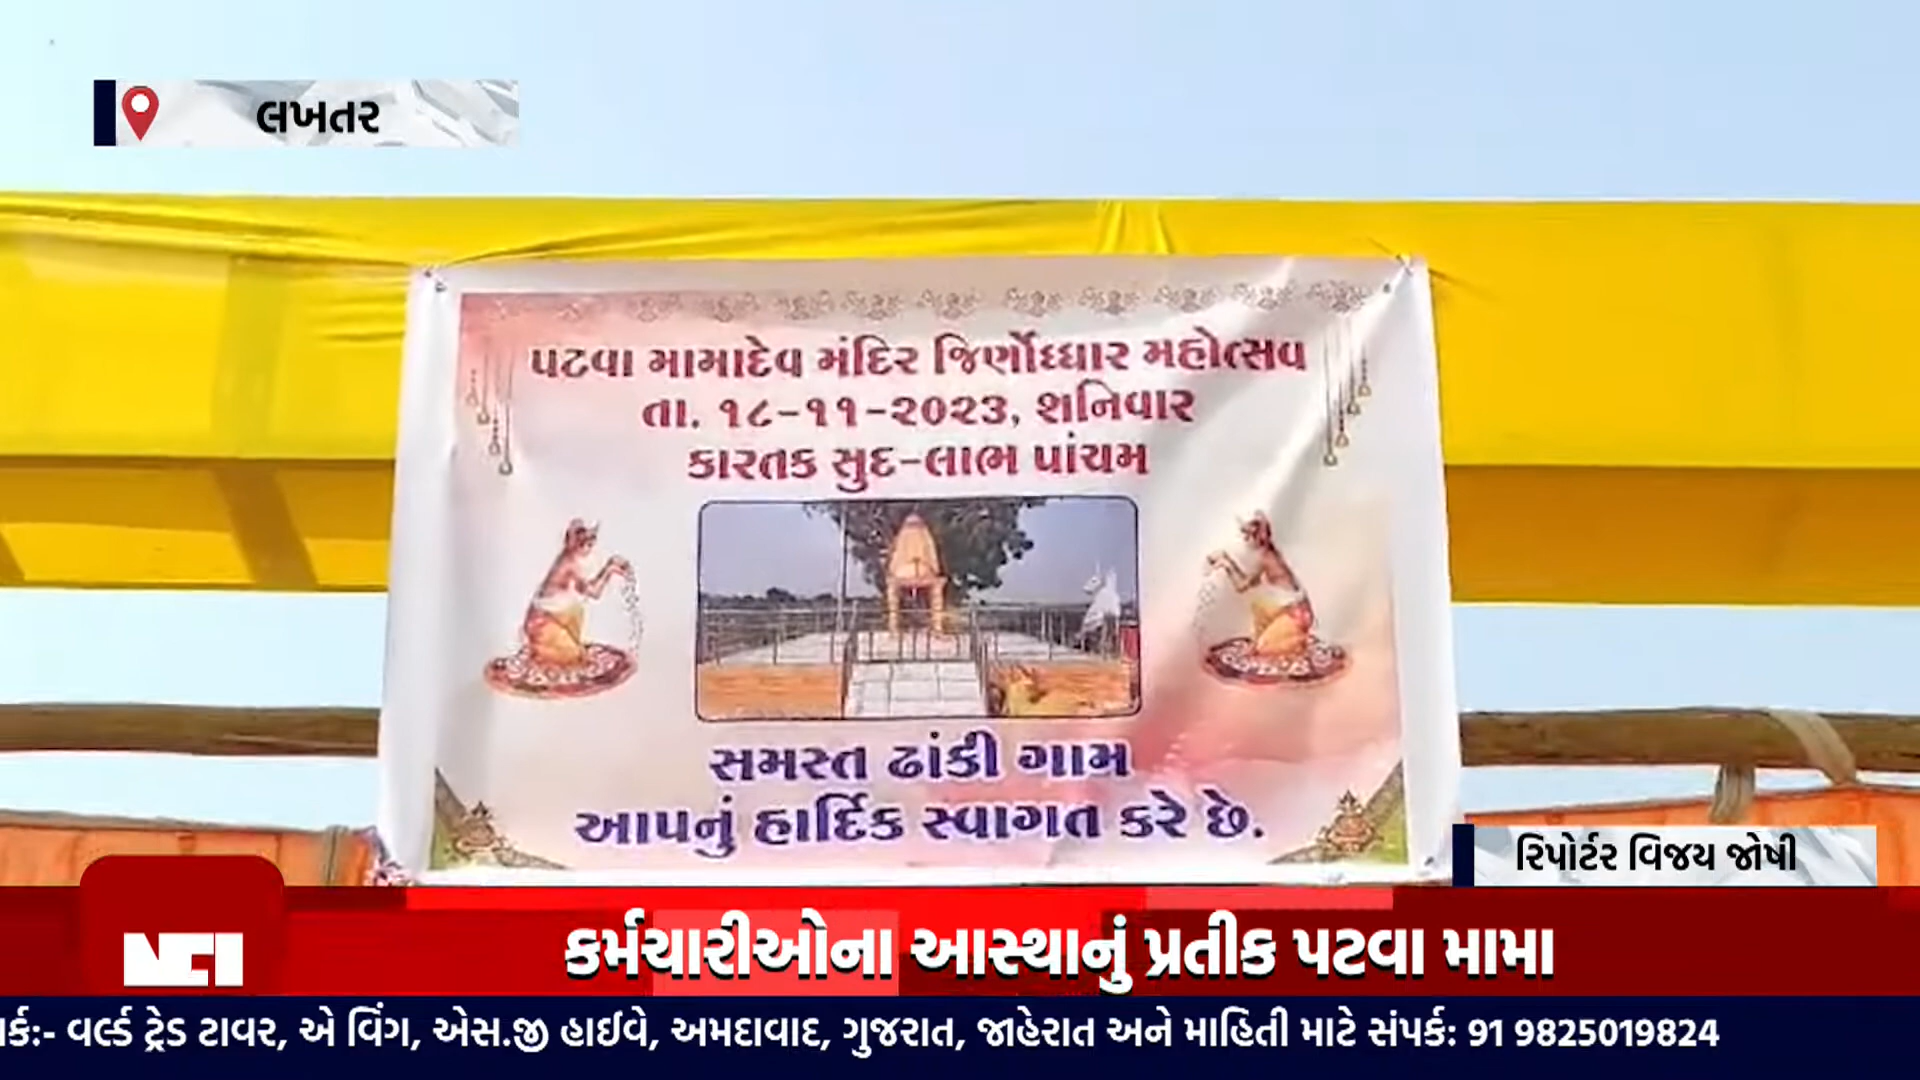 લખતર
પટવા મામાદેવ મંદિર જિર્ણોધ્ધાર મહોત્સવ
તા. ૧૮-૧૧-૨૦૨૩, શનિવાર
કારતક સુદ-લાભ પાંચમ
સમસ્ત ઢાંકી ગામ
આપનું હાર્દિક સ્વાગત કરે છે.
રિપોર્ટર વિજય જોષી
કર્મચારીઓના આસ્થાનું પ્રતીક પટવા મામા
ર્ક:- વર્લ્ડ ટ્રેડ ટાવર, એ વિંગ, એસ.જી હાઈવે, અમદાવાદ, ગુજરાત, જાહેરાત અને માહિતી માટે સંપર્ક: 91 9825019824